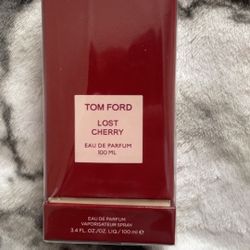 TOM FORD
LOST
CHERRY
EAU DE PARFUM
100 ML
EAU DE PARFUM
VAPORISATEUR SPRAY
3.4 FL.OZ./OZ. LIQ./100 ml ℮